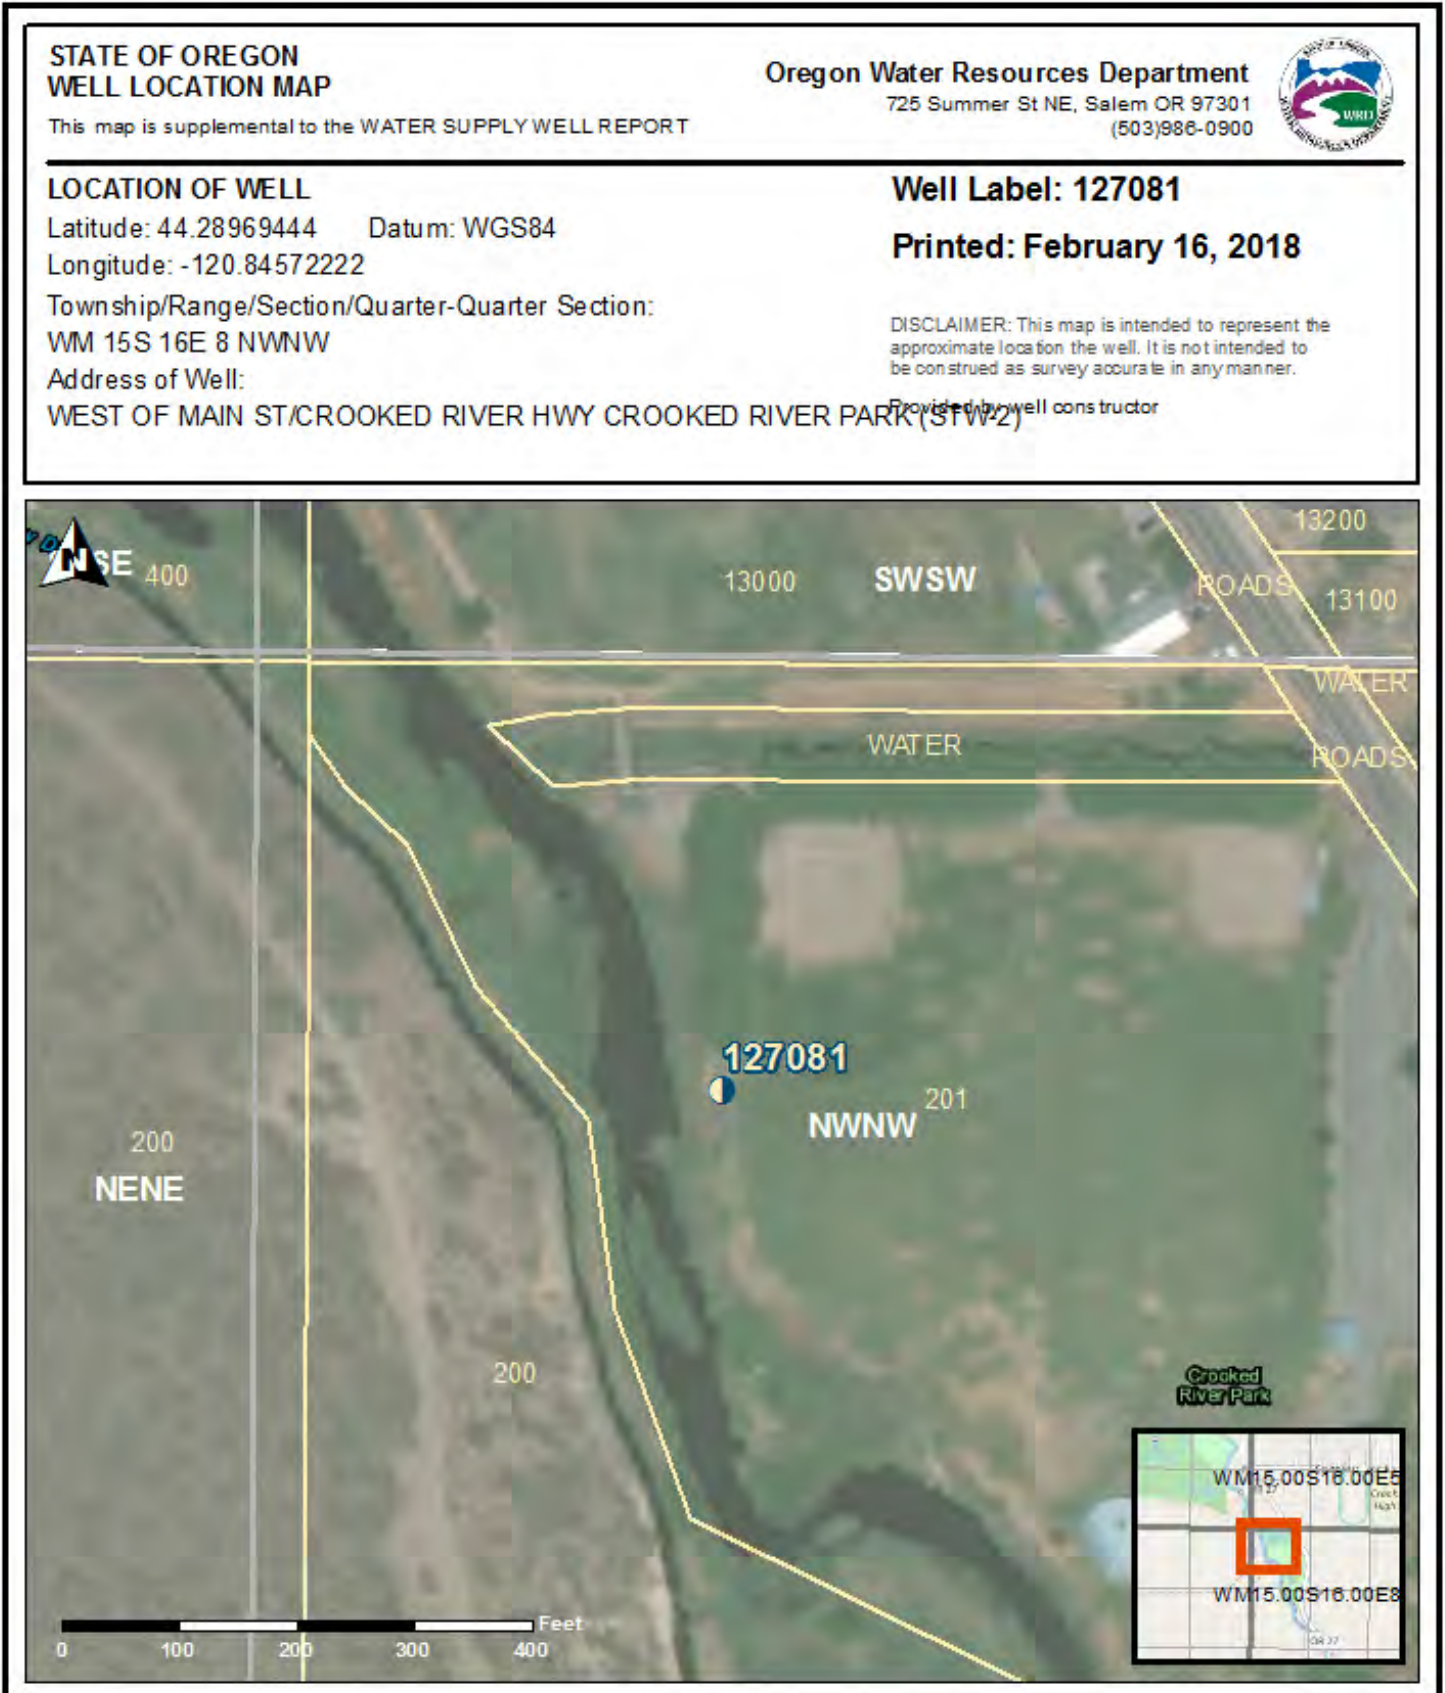 STATE OF OREGON
WELL LOCATION MAP
This map is supplemental to the WATER SUPPLY WELL REPORT
Oregon Water Resources Department
725 Summer St NE, Salem OR 97301
(503)986-0900
WRD
LOCATION OF WELL
Latitude: 44.28969444 Datum: WGS84
Longitude: -120.84572222
Township/Range/Section/Quarter-Quarter Section:
WM 15S 16E 8 NWNW
Address of Well:
WEST OF MAIN ST/CROOKED RIVER HWY CROOKED RIVER PARK (STW-2)
Well Label: 127081
Printed: February 16, 2018
DISCLAIMER: This map is intended to represent the
approximate location the well. It is not intended to
be construed as survey accurate in any manner.
Provided by well constructor
13200
N
SE
400
13000
SWSW
ROADS
13100
WATER
WATER
ROADS
127081
201
NWNW
200
NENE
200
Crooked
River Park
WM15.00S16.00E5
WM15.00S16.00E8
OR 27
Feet
0 100 200 300 400